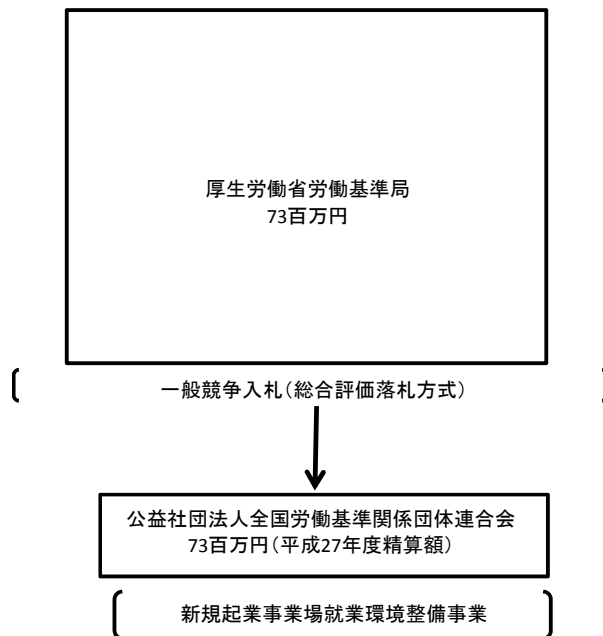 厚生労働省労働基準局
73百万円
一般競争入札(総合評価落札方式)
公益社団法人全国労働基準関係団体連合会
73百万円(平成27年度精算額)
新規起業事業場就業環境整備事業